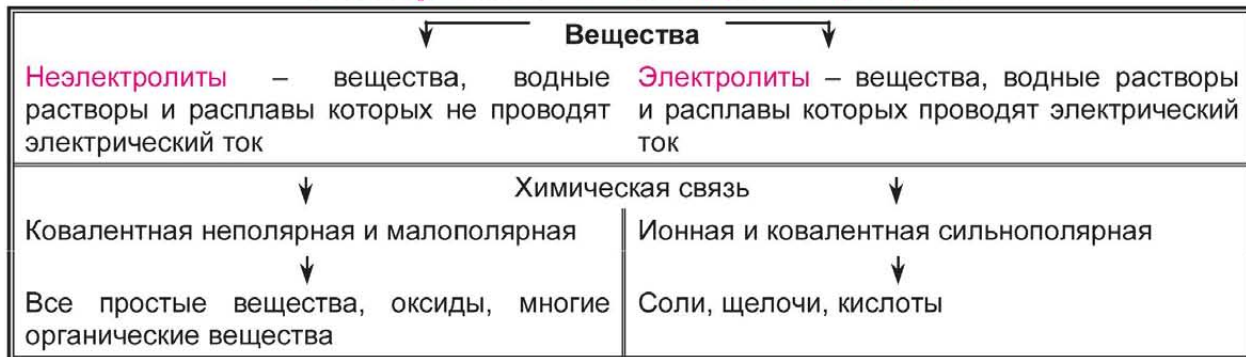 Вещества
Неэлектролиты – вещества, водные
растворы и расплавы которых не проводят
электрический ток
Электролиты – вещества, водные растворы
и расплавы которых проводят электрический
ток
Химическая связь
Ковалентная неполярная и малополярная
Ионная и ковалентная сильнополярная
Все простые вещества, оксиды, многие
органические вещества
Соли, щелочи, кислоты